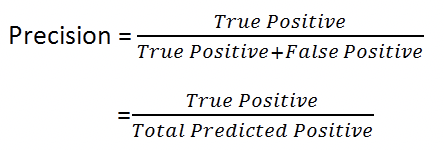 Precision = True Positive / True Positive+False Positive
= True Positive / Total Predicted Positive